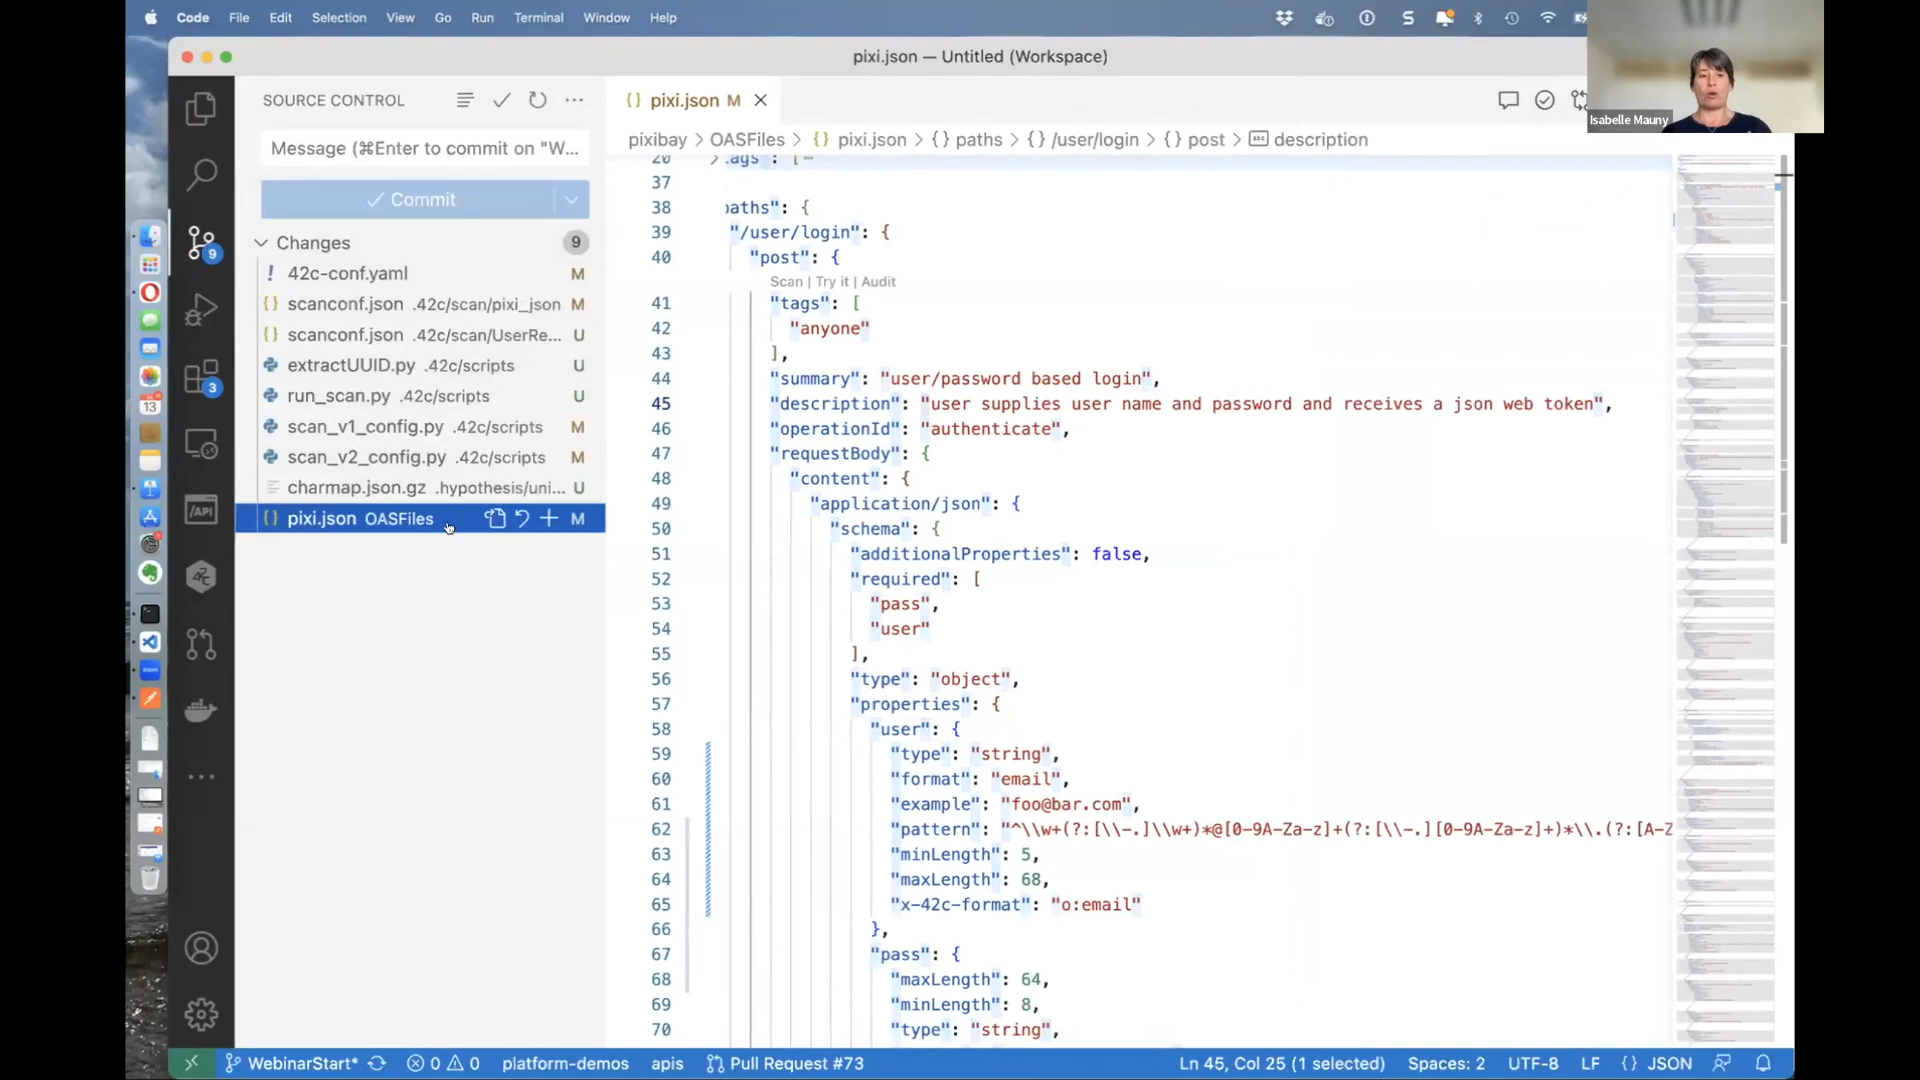 Code File Edit Selection View Go Run Terminal Window Help
pixi.json — Untitled (Workspace)
Isabelle Mauny
SOURCE CONTROL
pixi.json M
Message (⌘Enter to commit on "W...
Commit
Changes 9
42c-conf.yaml M
scanconf.json .42c/scan/pixi_json M
scanconf.json .42c/scan/UserRe... U
extractUUID.py .42c/scripts U
run_scan.py .42c/scripts U
scan_v1_config.py .42c/scripts M
scan_v2_config.py .42c/scripts M
charmap.json.gz .hypothesis/uni... U
pixi.json OASFiles M
9
3
/API
13
pixibay > OASFiles > {} pixi.json > {} paths > {} /user/login > {} post > description
20 tags": [
37
38 paths": {
39 "/user/login": {
40 "post": {
Scan | Try it | Audit
41 "tags": [
42 "anyone"
43 ],
44 "summary": "user/password based login",
45 "description": "user supplies user name and password and receives a json web token",
46 "operationId": "authenticate",
47 "requestBody": {
48 "content": {
49 "application/json": {
50 "schema": {
51 "additionalProperties": false,
52 "required": [
53 "pass",
54 "user"
55 ],
56 "type": "object",
57 "properties": {
58 "user": {
59 "type": "string",
60 "format": "email",
61 "example": "foo@bar.com",
62 "pattern": "^\\w+(?:[\\-.]\\w+)*@[0-9A-Za-z]+(?:[\\-.][0-9A-Za-z]+)*\\.(?:[A-Z
63 "minLength": 5,
64 "maxLength": 68,
65 "x-42c-format": "o:email"
66 },
67 "pass": {
68 "maxLength": 64,
69 "minLength": 8,
70 "type": "string",
WebinarStart* 0 0 platform-demos apis Pull Request #73 Ln 45, Col 25 (1 selected) Spaces: 2 UTF-8 LF {} JSON